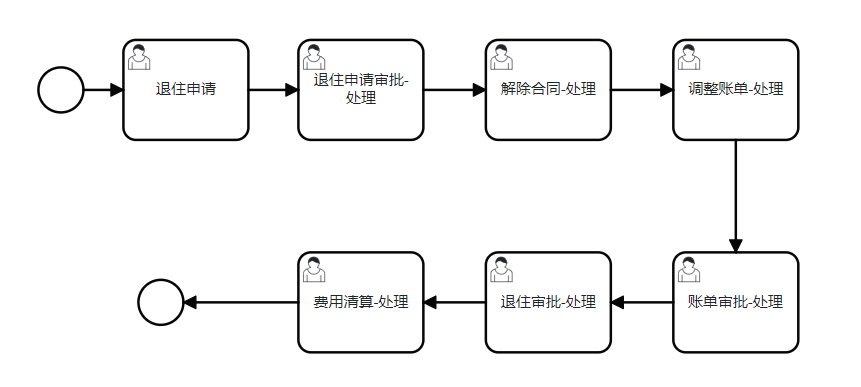 退住申请
退住申请审批-
处理
解除合同-处理
调整账单-处理
费用清算-处理
退住审批-处理
账单审批-处理